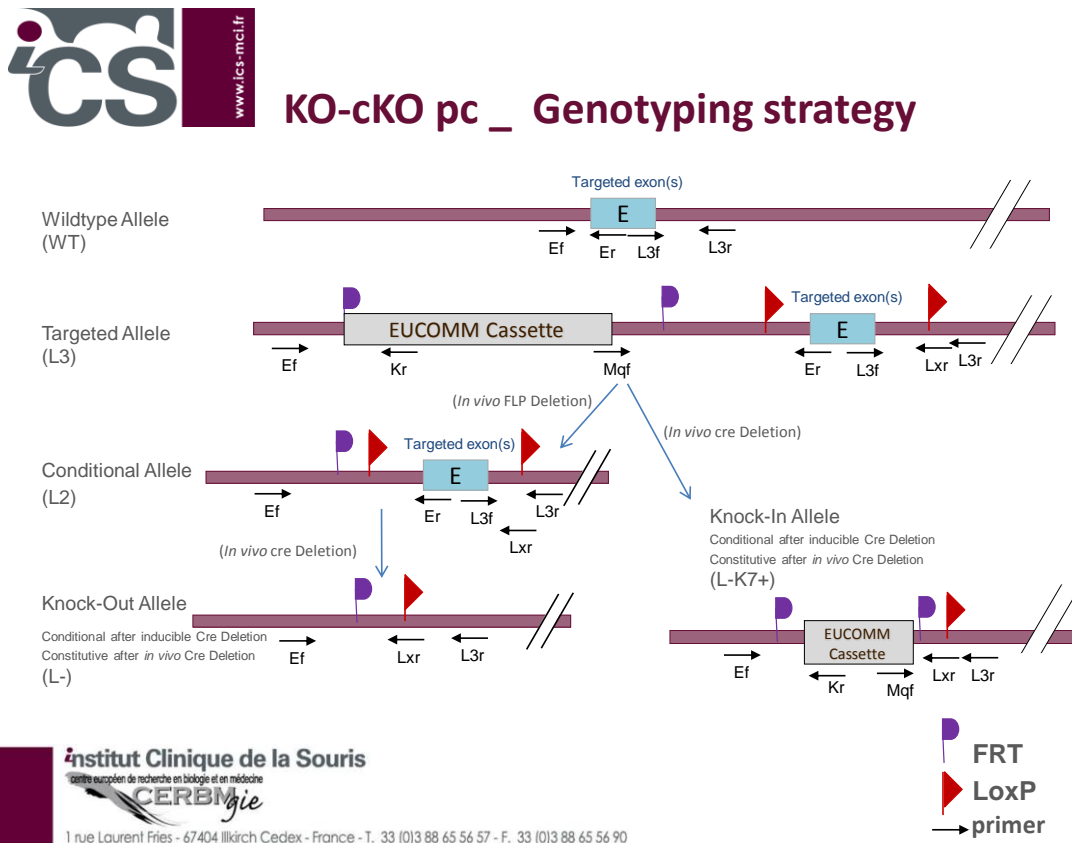 iCS
www.ics-mci.fr
KO-cKO pc _ Genotyping strategy
Targeted exon(s)
Wildtype Allele
(WT)
E
Ef
Er
L3f
L3r
Targeted exon(s)
Targeted Allele
(L3)
EUCOMM Cassette
E
Ef
Kr
Mqf
Er
L3f
Lxr
L3r
(In vivo FLP Deletion)
(In vivo cre Deletion)
Conditional Allele
(L2)
Targeted exon(s)
E
Ef
Er
L3f
L3r
Lxr
(In vivo cre Deletion)
Knock-In Allele
Conditional after inducible Cre Deletion
Constitutive after in vivo Cre Deletion
(L-K7+)
Knock-Out Allele
Conditional after inducible Cre Deletion
Constitutive after in vivo Cre Deletion
(L-)
Ef
Lxr
L3r
EUCOMM
Cassette
Ef
Kr
Mqf
Lxr
L3r
FRT
LoxP
primer
institut Clinique de la Souris
centre européen de recherche en biologie et en médecine
CERBM gie
1 rue Laurent Fries - 67404 Illkirch Cedex - France - T. 33 (0)3 88 65 56 57 - F. 33 (0)3 88 65 56 90